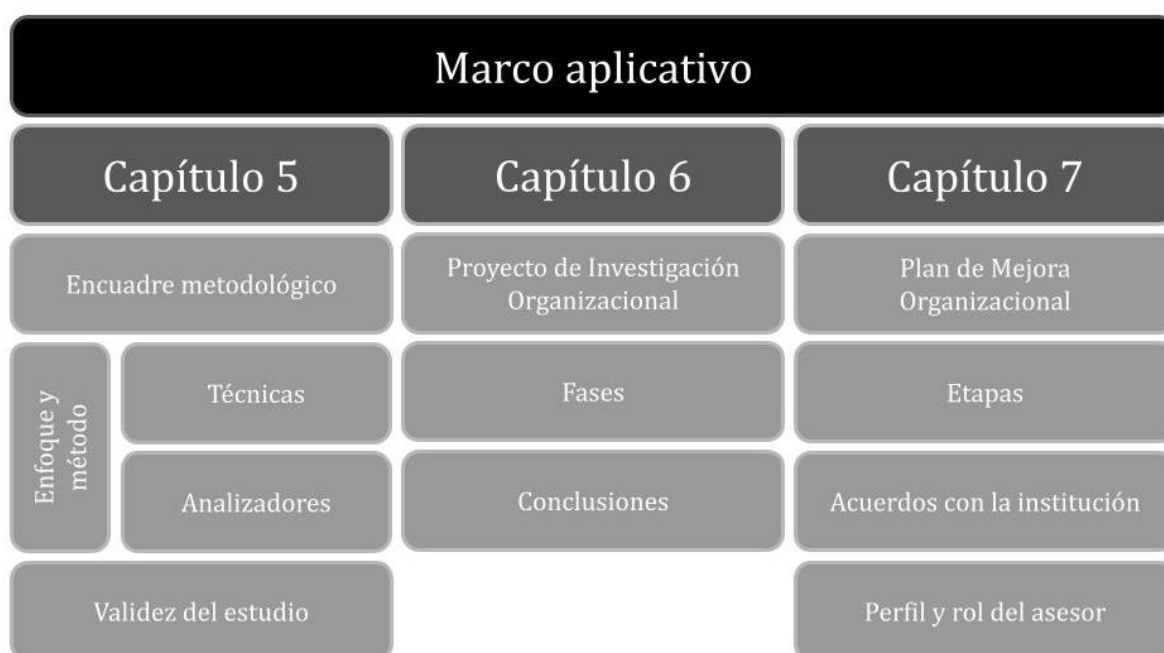 Marco aplicativo
Capítulo 5
Capítulo 6
Capítulo 7
Encuadre metodológico
Proyecto de Investigación
Organizacional
Plan de Mejora
Organizacional
Enfoque y
método
Técnicas
Fases
Etapas
Analizadores
Conclusiones
Acuerdos con la institución
Validez del estudio
Perfil y rol del asesor